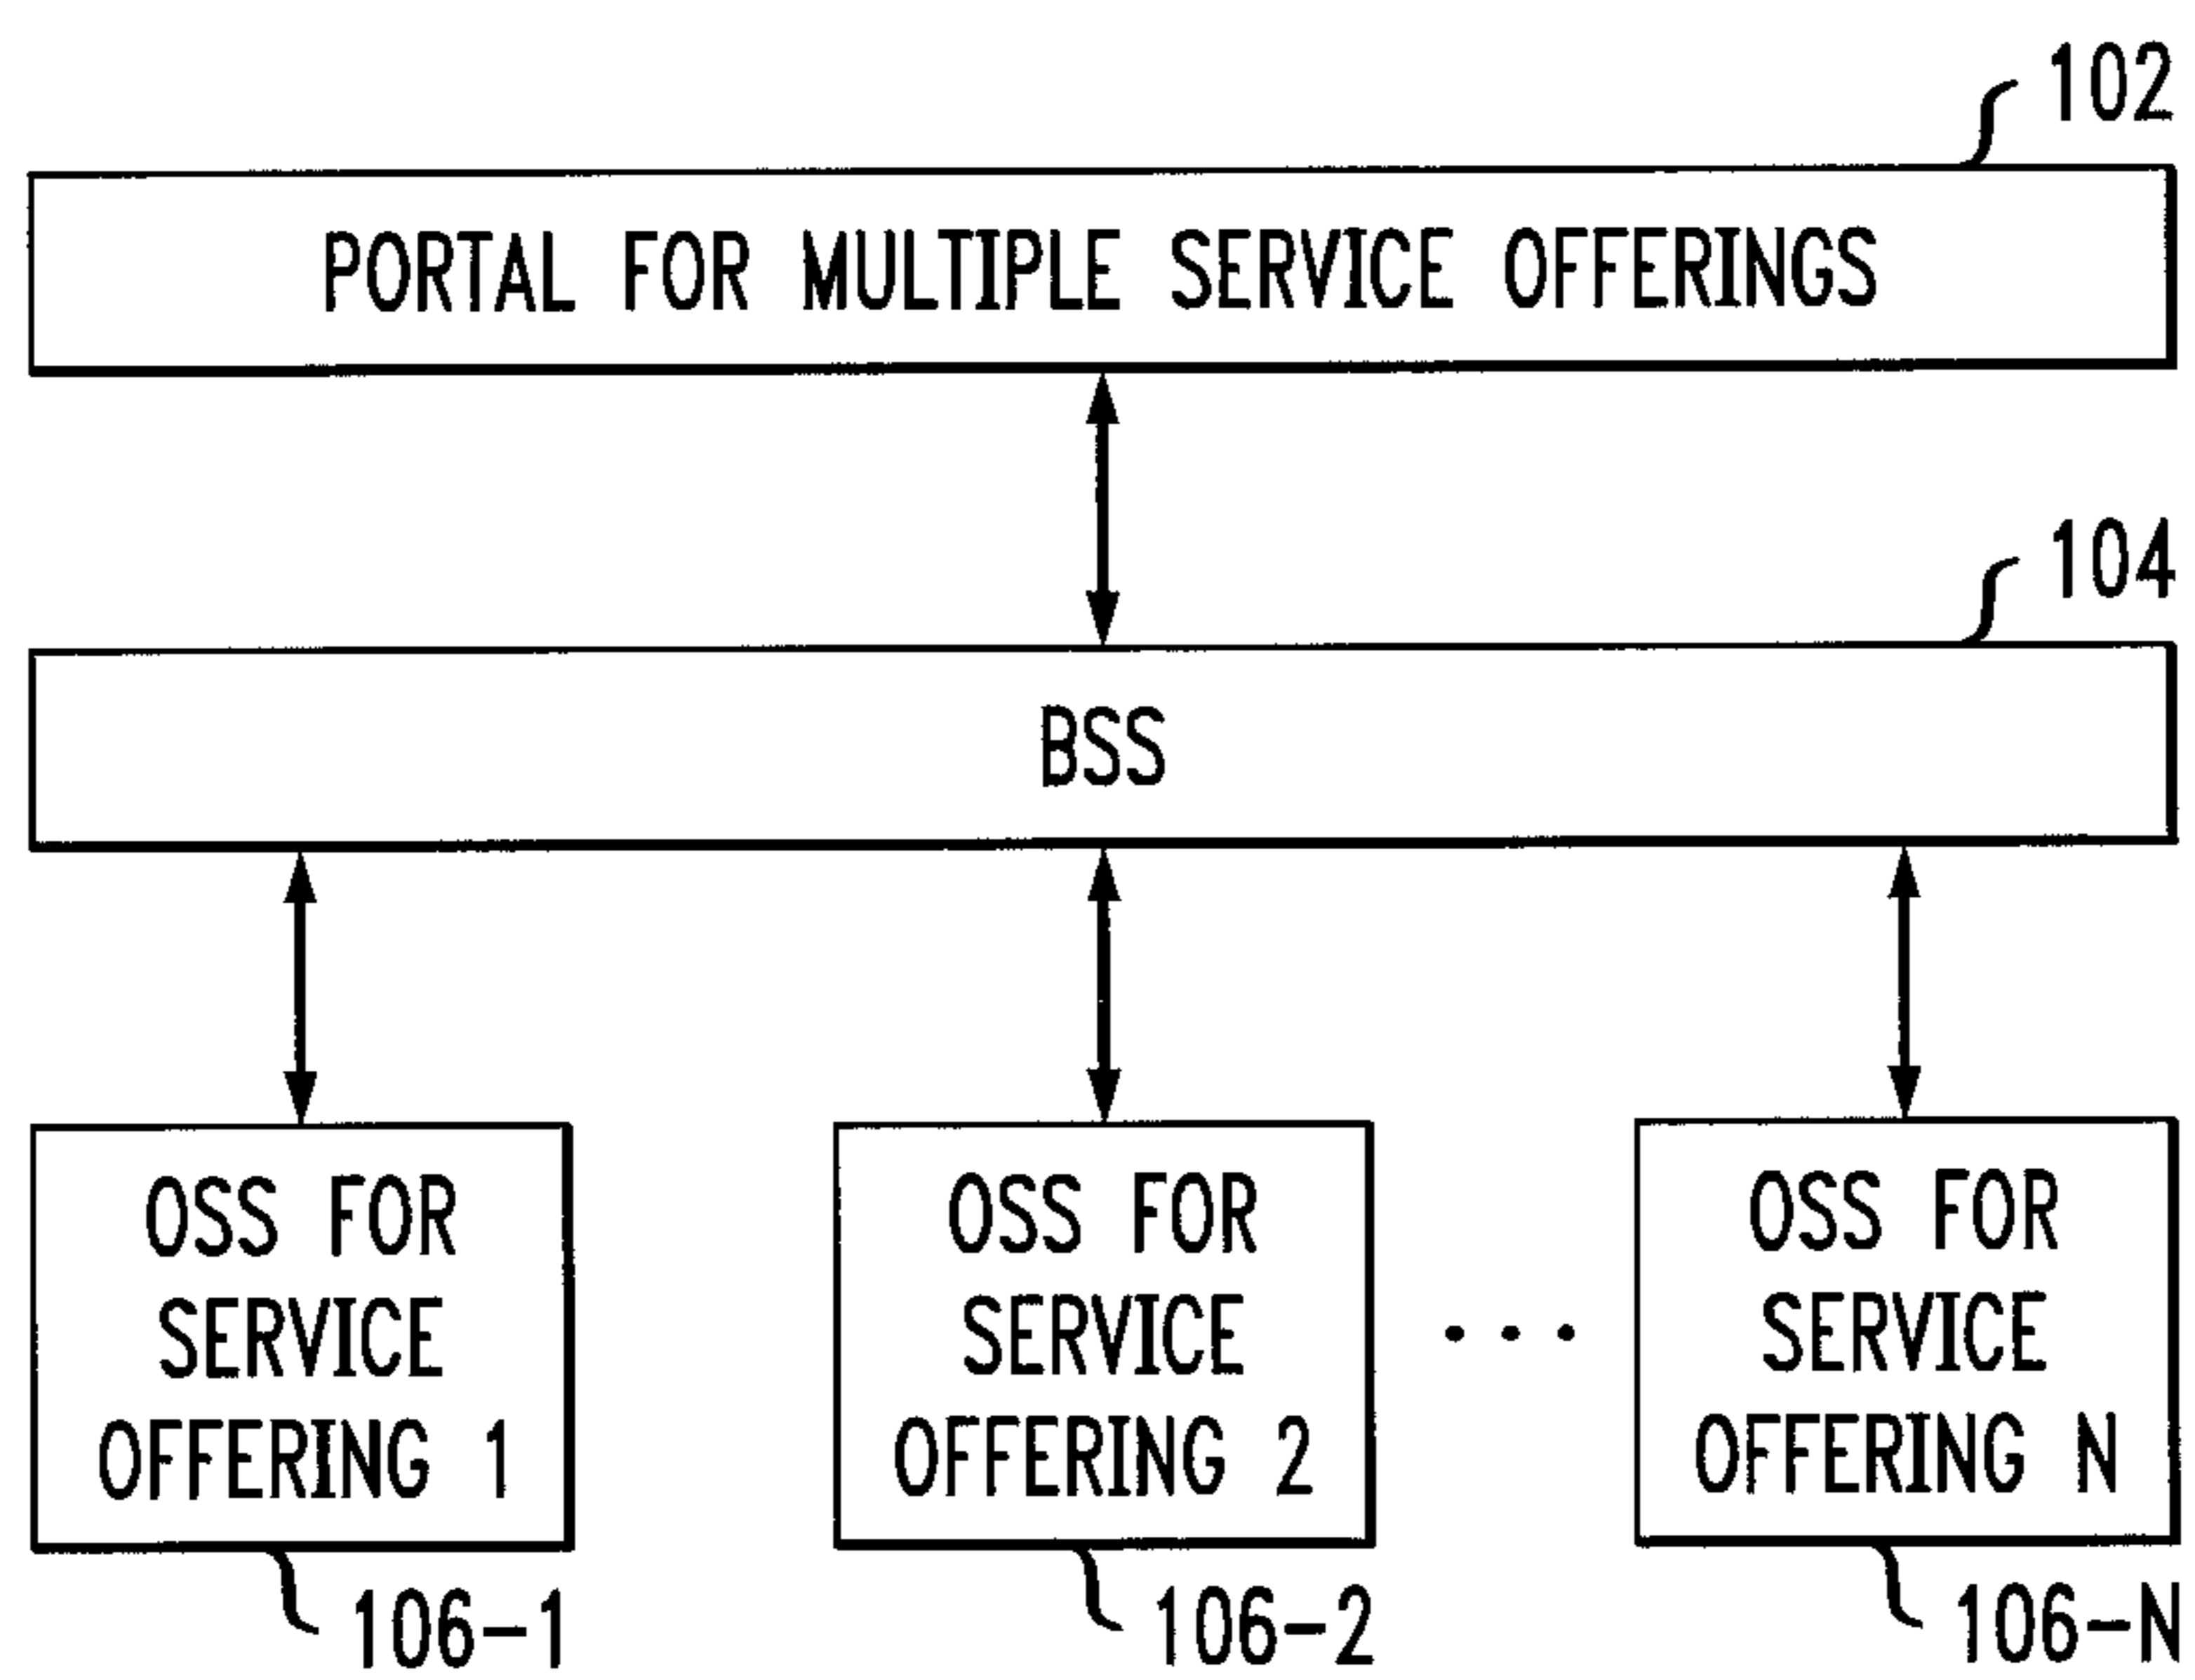 102
PORTAL FOR MULTIPLE SERVICE OFFERINGS
104
BSS
OSS FOR
SERVICE
OFFERING 1
OSS FOR
SERVICE
OFFERING 2
...
OSS FOR
SERVICE
OFFERING N
106-1
106-2
106-N